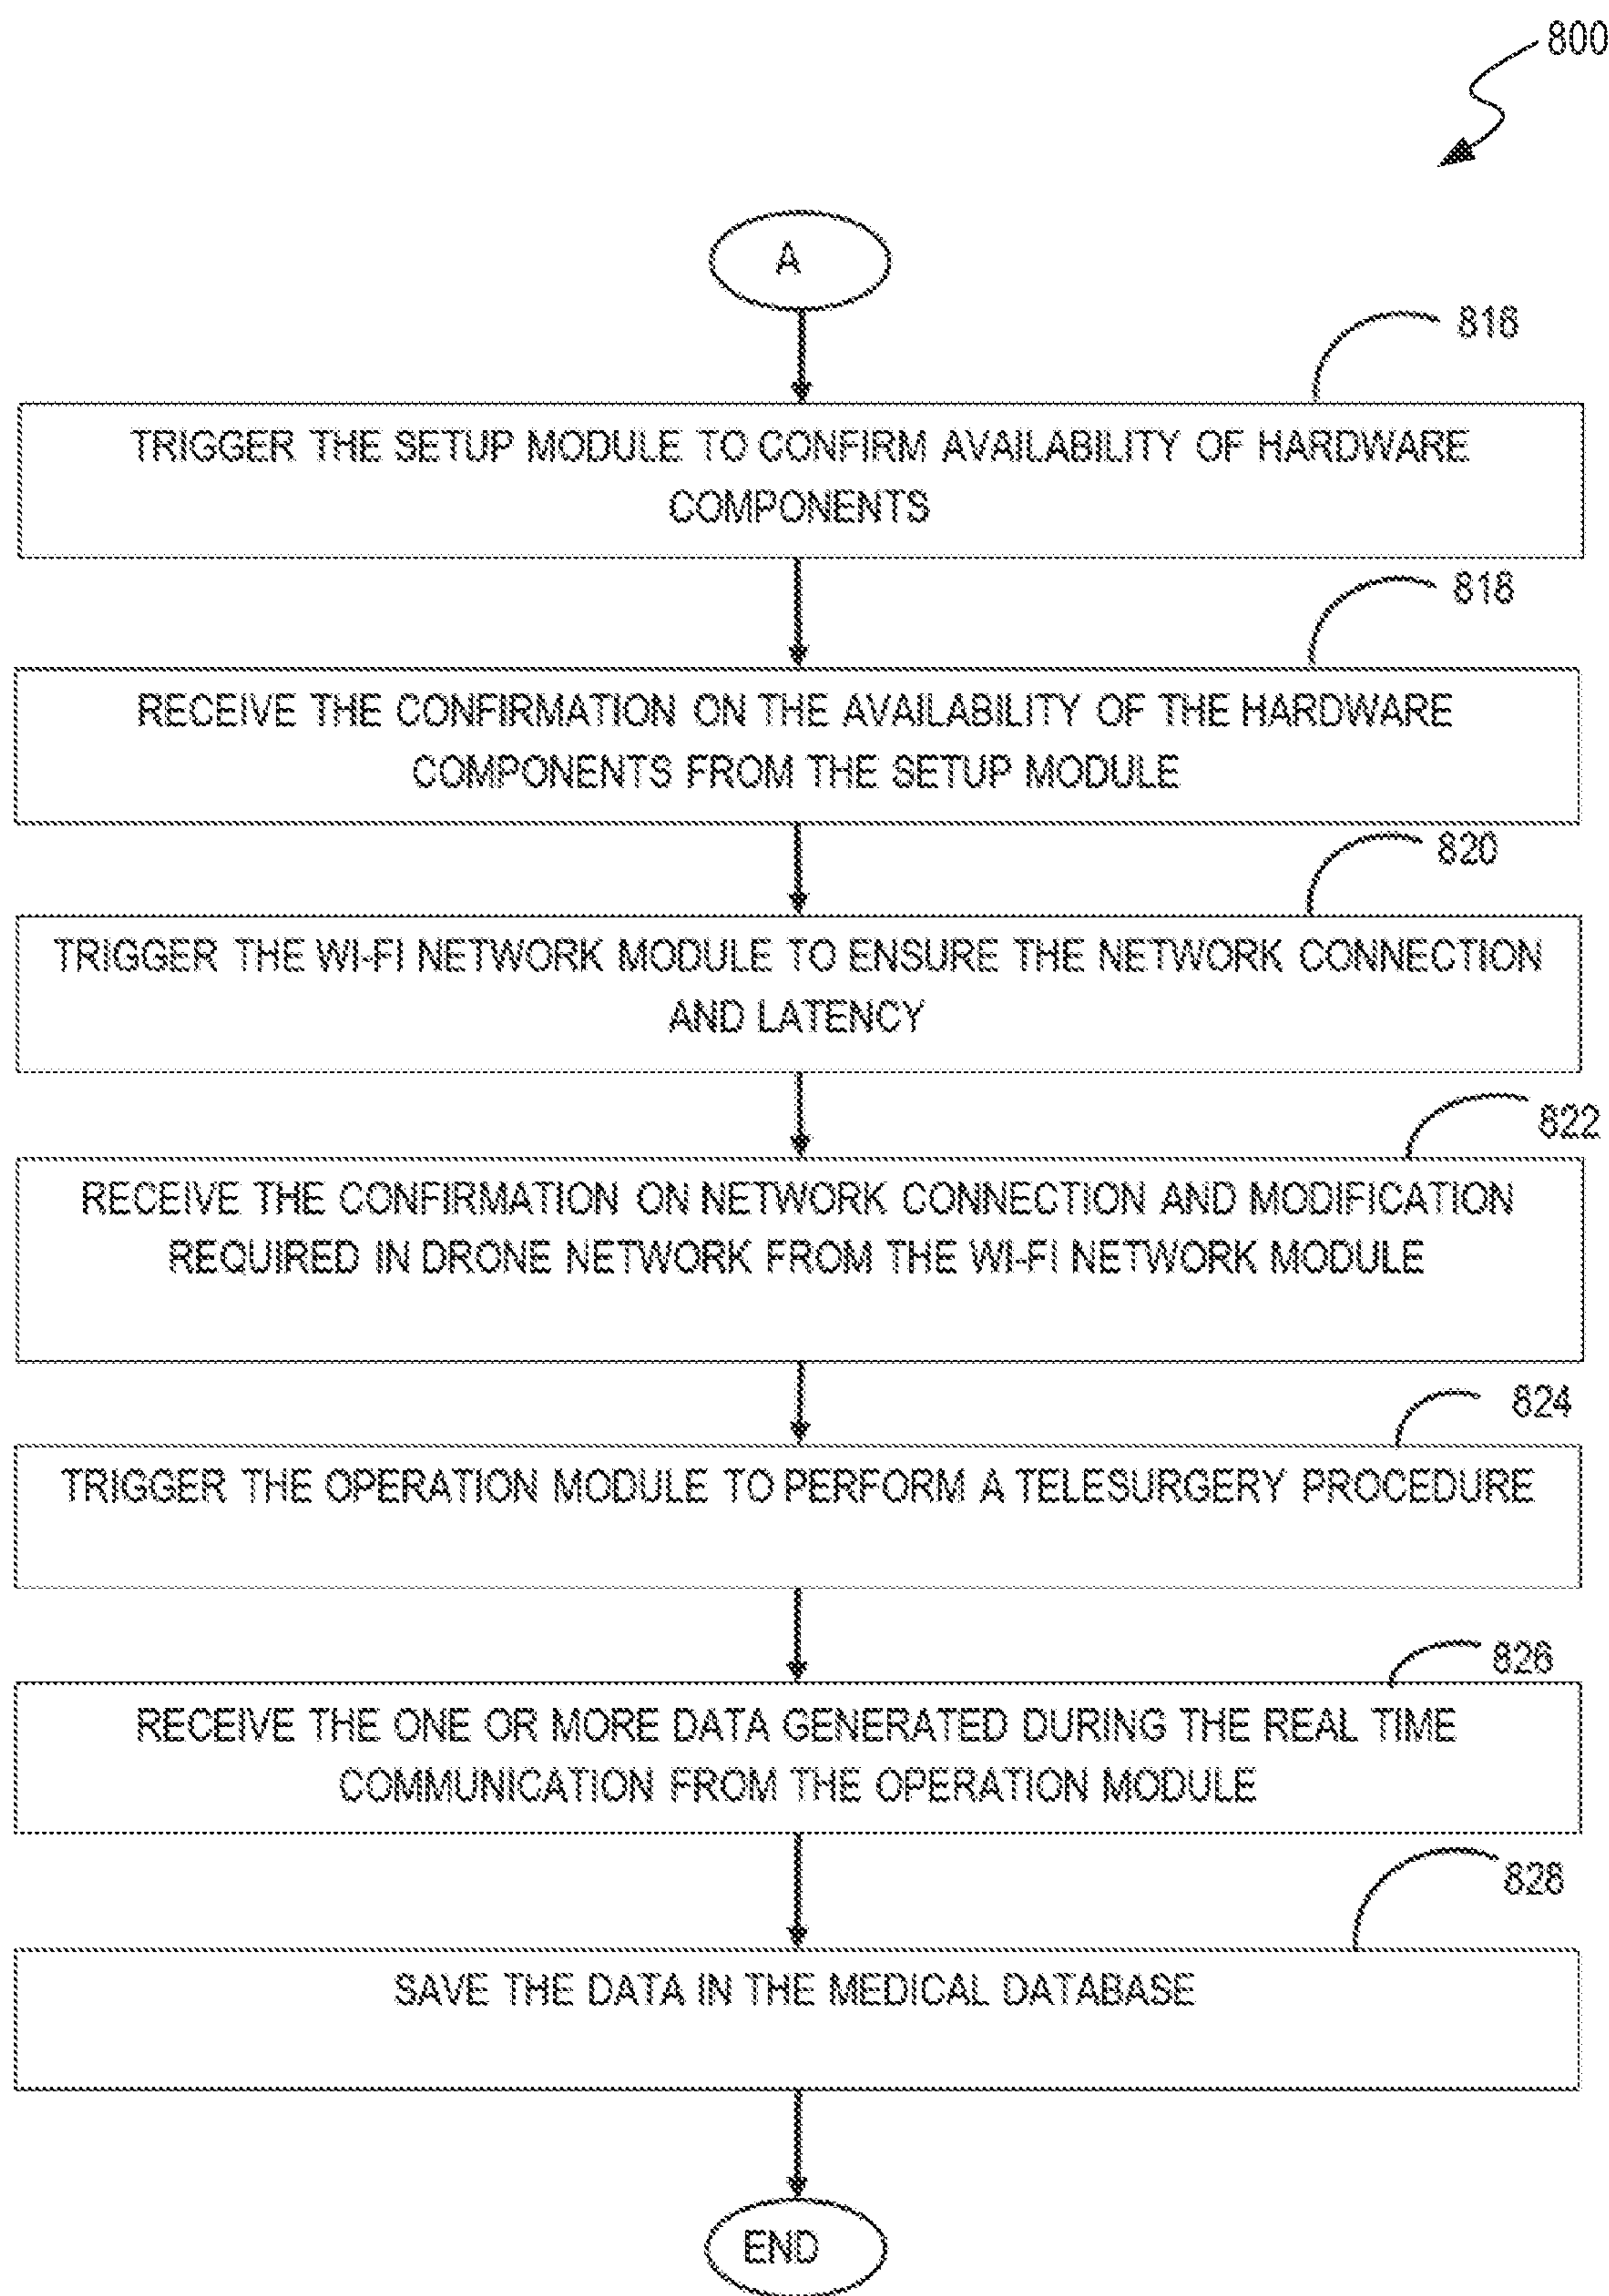 800
A
816
TRIGGER THE SETUP MODULE TO CONFIRM AVAILABILITY OF HARDWARE
COMPONENTS
818
RECEIVE THE CONFIRMATION ON THE AVAILABILITY OF THE HARDWARE
COMPONENTS FROM THE SETUP MODULE
820
TRIGGER THE WI-FI NETWORK MODULE TO ENSURE THE NETWORK CONNECTION
AND LATENCY
822
RECEIVE THE CONFIRMATION ON NETWORK CONNECTION AND MODIFICATION
REQUIRED IN DRONE NETWORK FROM THE WI-FI NETWORK MODULE
824
TRIGGER THE OPERATION MODULE TO PERFORM A TELESURGERY PROCEDURE
826
RECEIVE THE ONE OR MORE DATA GENERATED DURING THE REAL TIME
COMMUNICATION FROM THE OPERATION MODULE
828
SAVE THE DATA IN THE MEDICAL DATABASE
END